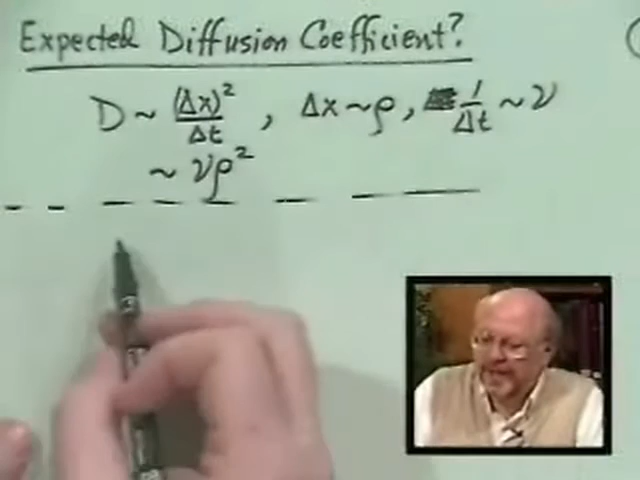 Expected Diffusion Coefficient?
D ~ (Δx)²/Δt , Δx ~ ρ, 1/Δt ~ ν
~ νρ²